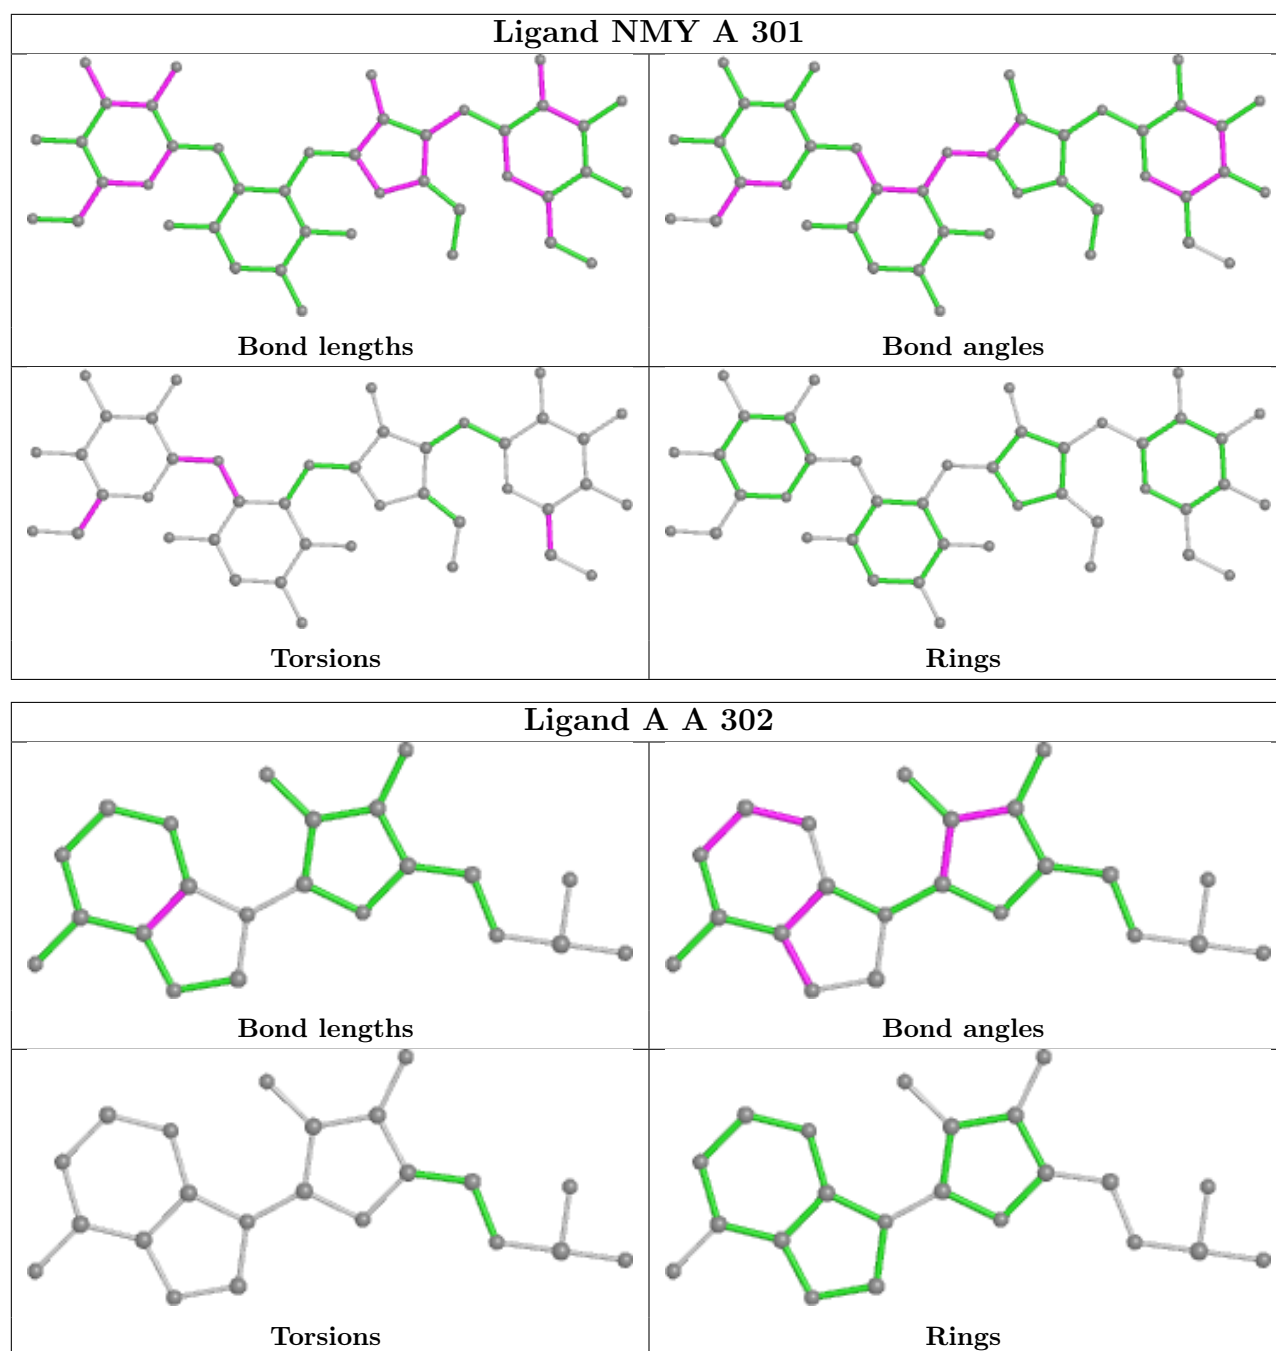 Ligand NMY A 301
Bond lengths
Bond angles
Torsions
Rings
Ligand A A 302
Bond lengths
Bond angles
Torsions
Rings